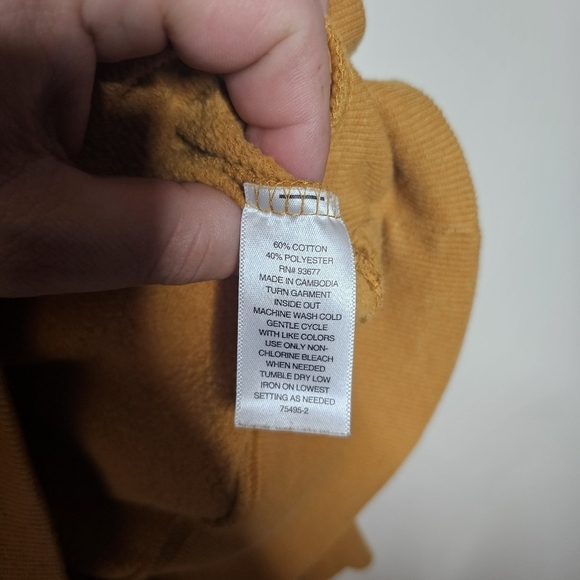 60% COTTON
40% POLYESTER
RN# 93677
MADE IN CAMBODIA
TURN GARMENT
INSIDE OUT
MACHINE WASH COLD
GENTLE CYCLE
WITH LIKE COLORS
USE ONLY NON-
CHLORINE BLEACH
WHEN NEEDED
TUMBLE DRY LOW
IRON ON LOWEST
SETTING AS NEEDED
75495-2